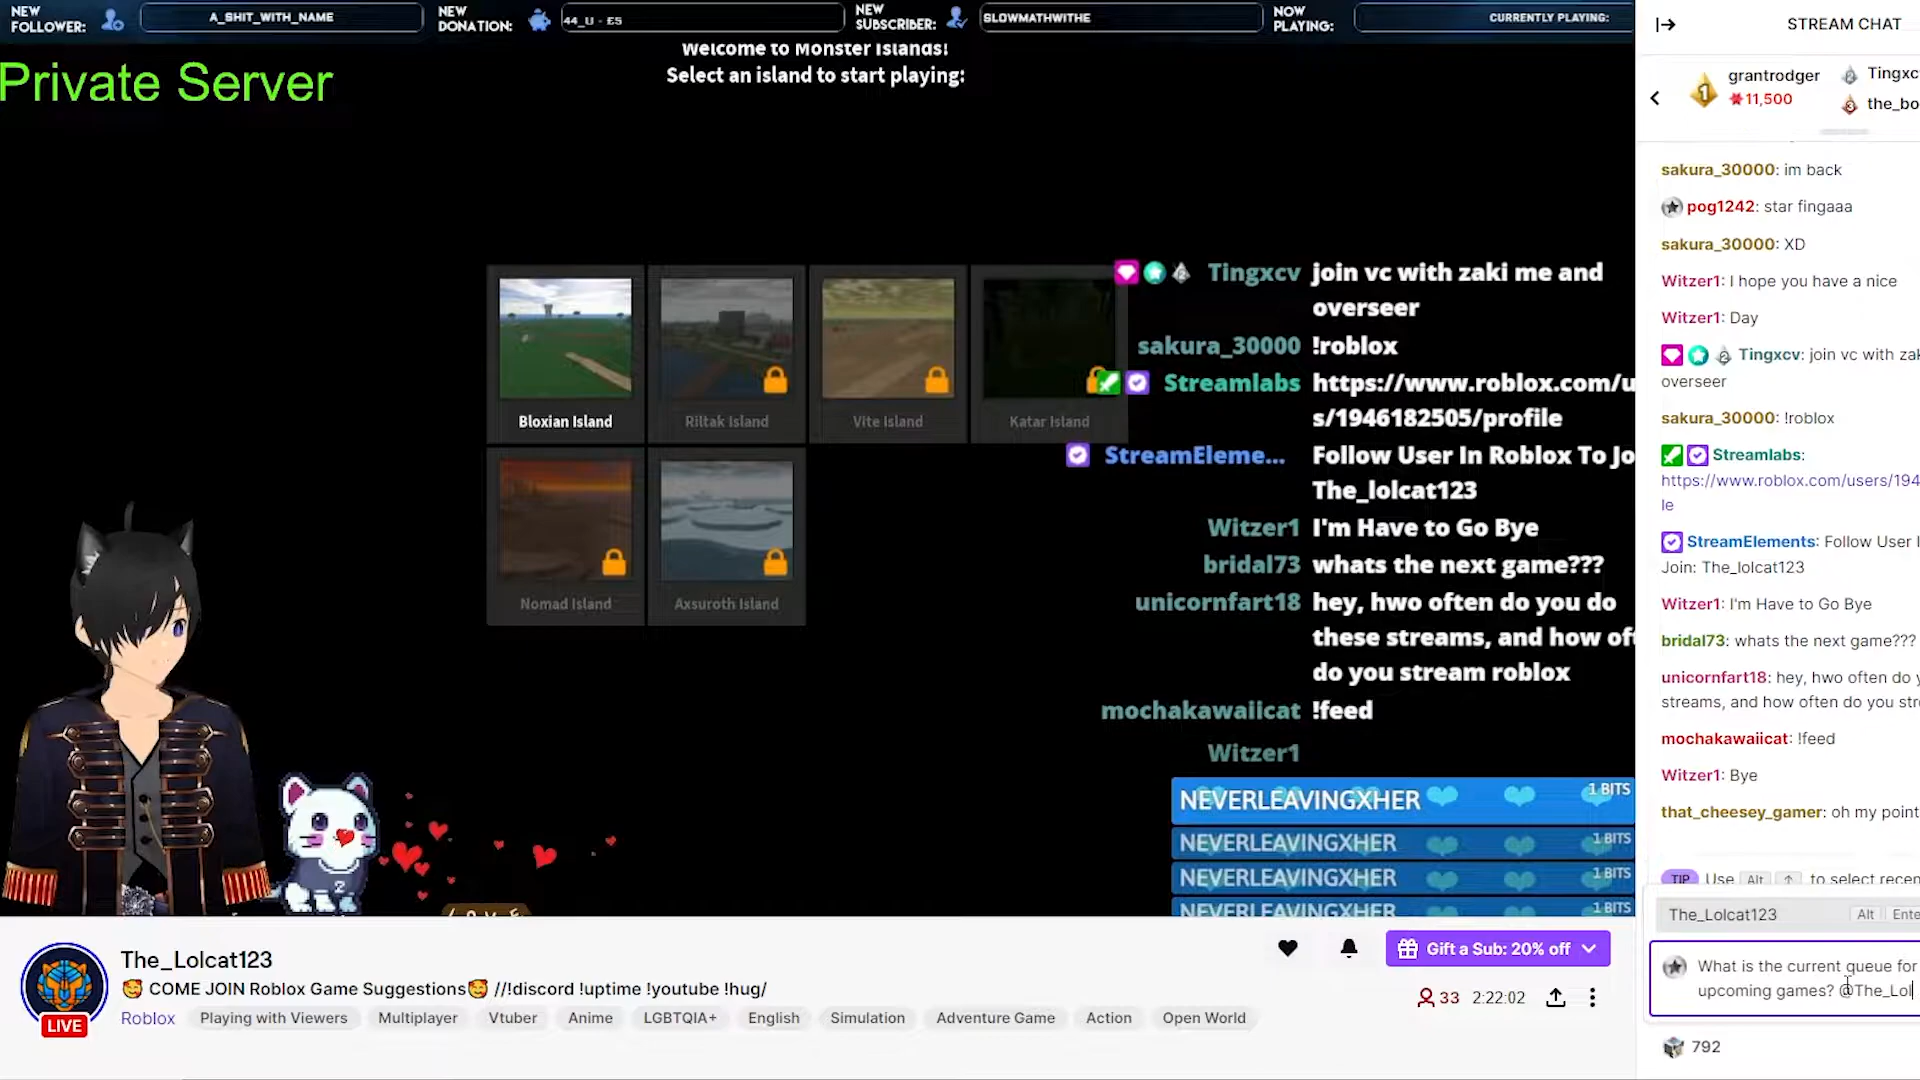 NEW
FOLLOWER:
A_SHIT_WITH_NAME
NEW
DONATION:
44_U - £5
NEW
SUBSCRIBER:
SLOWMATHWITHE
NOW
PLAYING:
CURRENTLY PLAYING:
STREAM CHAT
Private Server
Welcome to Monster Islands!
Select an island to start playing:
1
grantrodger
11,500
2
Tingxc
3
the_bo
Bloxian Island
Riltak Island
Vite Island
Katar Island
Nomad Island
Axsuroth Island
Tingxcv join vc with zaki me and
overseer
sakura_30000 !roblox
Streamlabs https://www.roblox.com/u
s/1946182505/profile
StreamEleme... Follow User In Roblox To Jo
The_lolcat123
Witzer1 I'm Have to Go Bye
bridal73 whats the next game???
unicornfart18 hey, hwo often do you do
these streams, and how oft
do you stream roblox
mochakawaiicat !feed
Witzer1
NEVERLEAVINGXHER 1 BITS
NEVERLEAVINGXHER 1 BITS
NEVERLEAVINGXHER 1 BITS
NEVERLEAVINGXHER 1 BITS
LOVE
sakura_30000: im back
pog1242: star fingaaa
sakura_30000: XD
Witzer1: I hope you have a nice
Witzer1: Day
Tingxcv: join vc with zak
overseer
sakura_30000: !roblox
Streamlabs:
https://www.roblox.com/users/194
le
StreamElements: Follow User I
Join: The_lolcat123
Witzer1: I'm Have to Go Bye
bridal73: whats the next game???
unicornfart18: hey, hwo often do y
streams, and how often do you stre
mochakawaiicat: !feed
Witzer1: Bye
that_cheesey_gamer: oh my point
TIP Use Alt ↑ to select recen
The_Lolcat123 Alt Ente
What is the current queue for
upcoming games? @The_Lol
792
LIVE
The_Lolcat123
🥰 COME JOIN Roblox Game Suggestions🥰 //!discord !uptime !youtube !hug/
Roblox Playing with Viewers Multiplayer Vtuber Anime LGBTQIA+ English Simulation Adventure Game Action Open World
Gift a Sub: 20% off
33 2:22:02